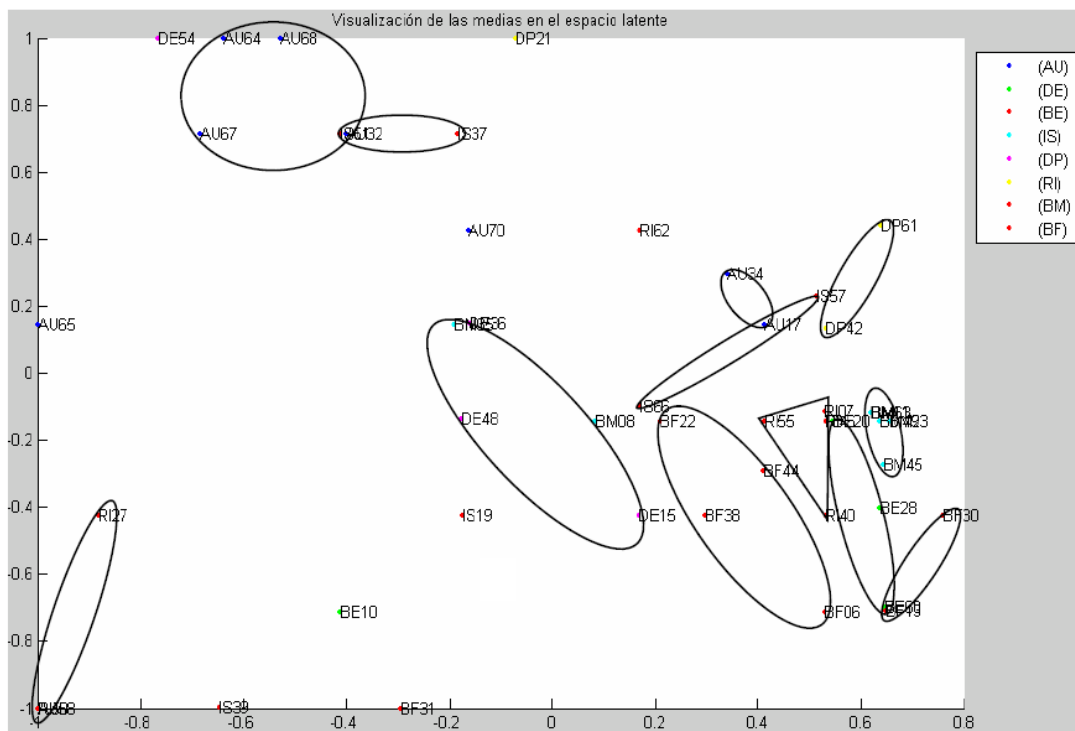 Visualización de las medias en el espacio latente
1
DE54
AU64
AU68
DP21
(AU)
(DE)
(BE)
(IS)
(DP)
(RI)
(BM)
(BF)
0.8
AU67
IS37
0.6
0.4
AU70
RI62
DP61
AU34
0.2
IS57
AU65
AU17
DP42
0
DE48
BM08
BF22
RI55
RI07
-0.2
BF44
BM45
-0.4
RI27
IS19
DE15
BF38
RI40
BE28
BF30
-0.6
BE10
BF06
-0.8
IS39
BF31
-1
-1
-0.8
-0.6
-0.4
-0.2
0
0.2
0.4
0.6
0.8